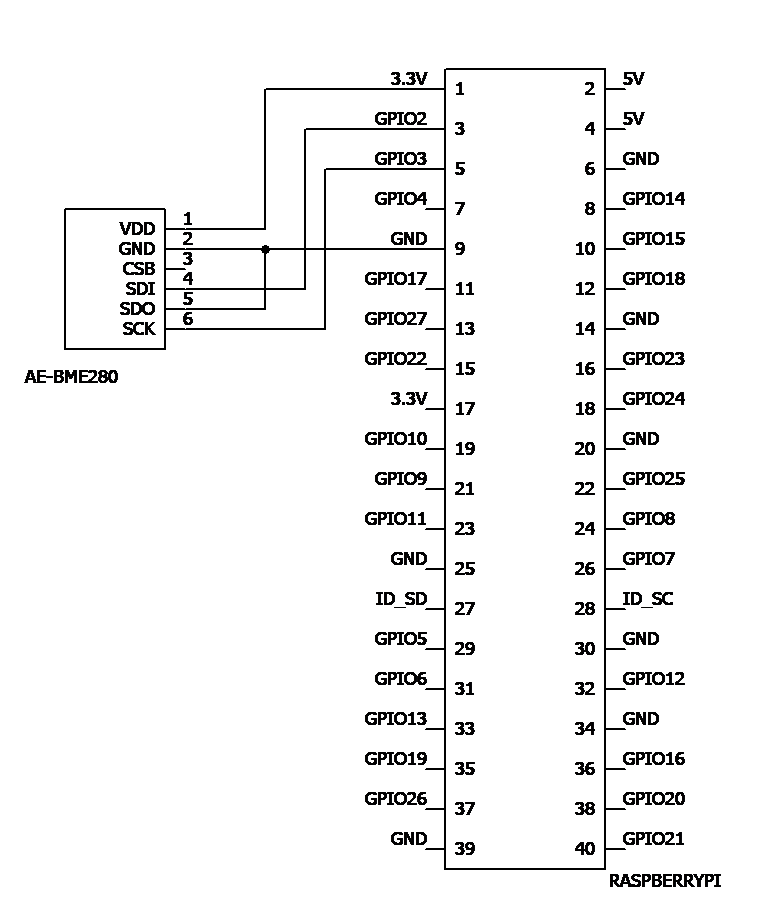 3.3V 1 2 5V
GPIO2 3 4 5V
GPIO3 5 6 GND
GPIO4 7 8 GPIO14
VDD 1
GND 2 GND 9 10 GPIO15
CSB 3
SDI 4 GPIO17 11 12 GPIO18
SDO 5
SCK 6 GPIO27 13 14 GND
AE-BME280
GPIO22 15 16 GPIO23
3.3V 17 18 GPIO24
GPIO10 19 20 GND
GPIO9 21 22 GPIO25
GPIO11 23 24 GPIO8
GND 25 26 GPIO7
ID_SD 27 28 ID_SC
GPIO5 29 30 GND
GPIO6 31 32 GPIO12
GPIO13 33 34 GND
GPIO19 35 36 GPIO16
GPIO26 37 38 GPIO20
GND 39 40 GPIO21
RASPBERRYPI